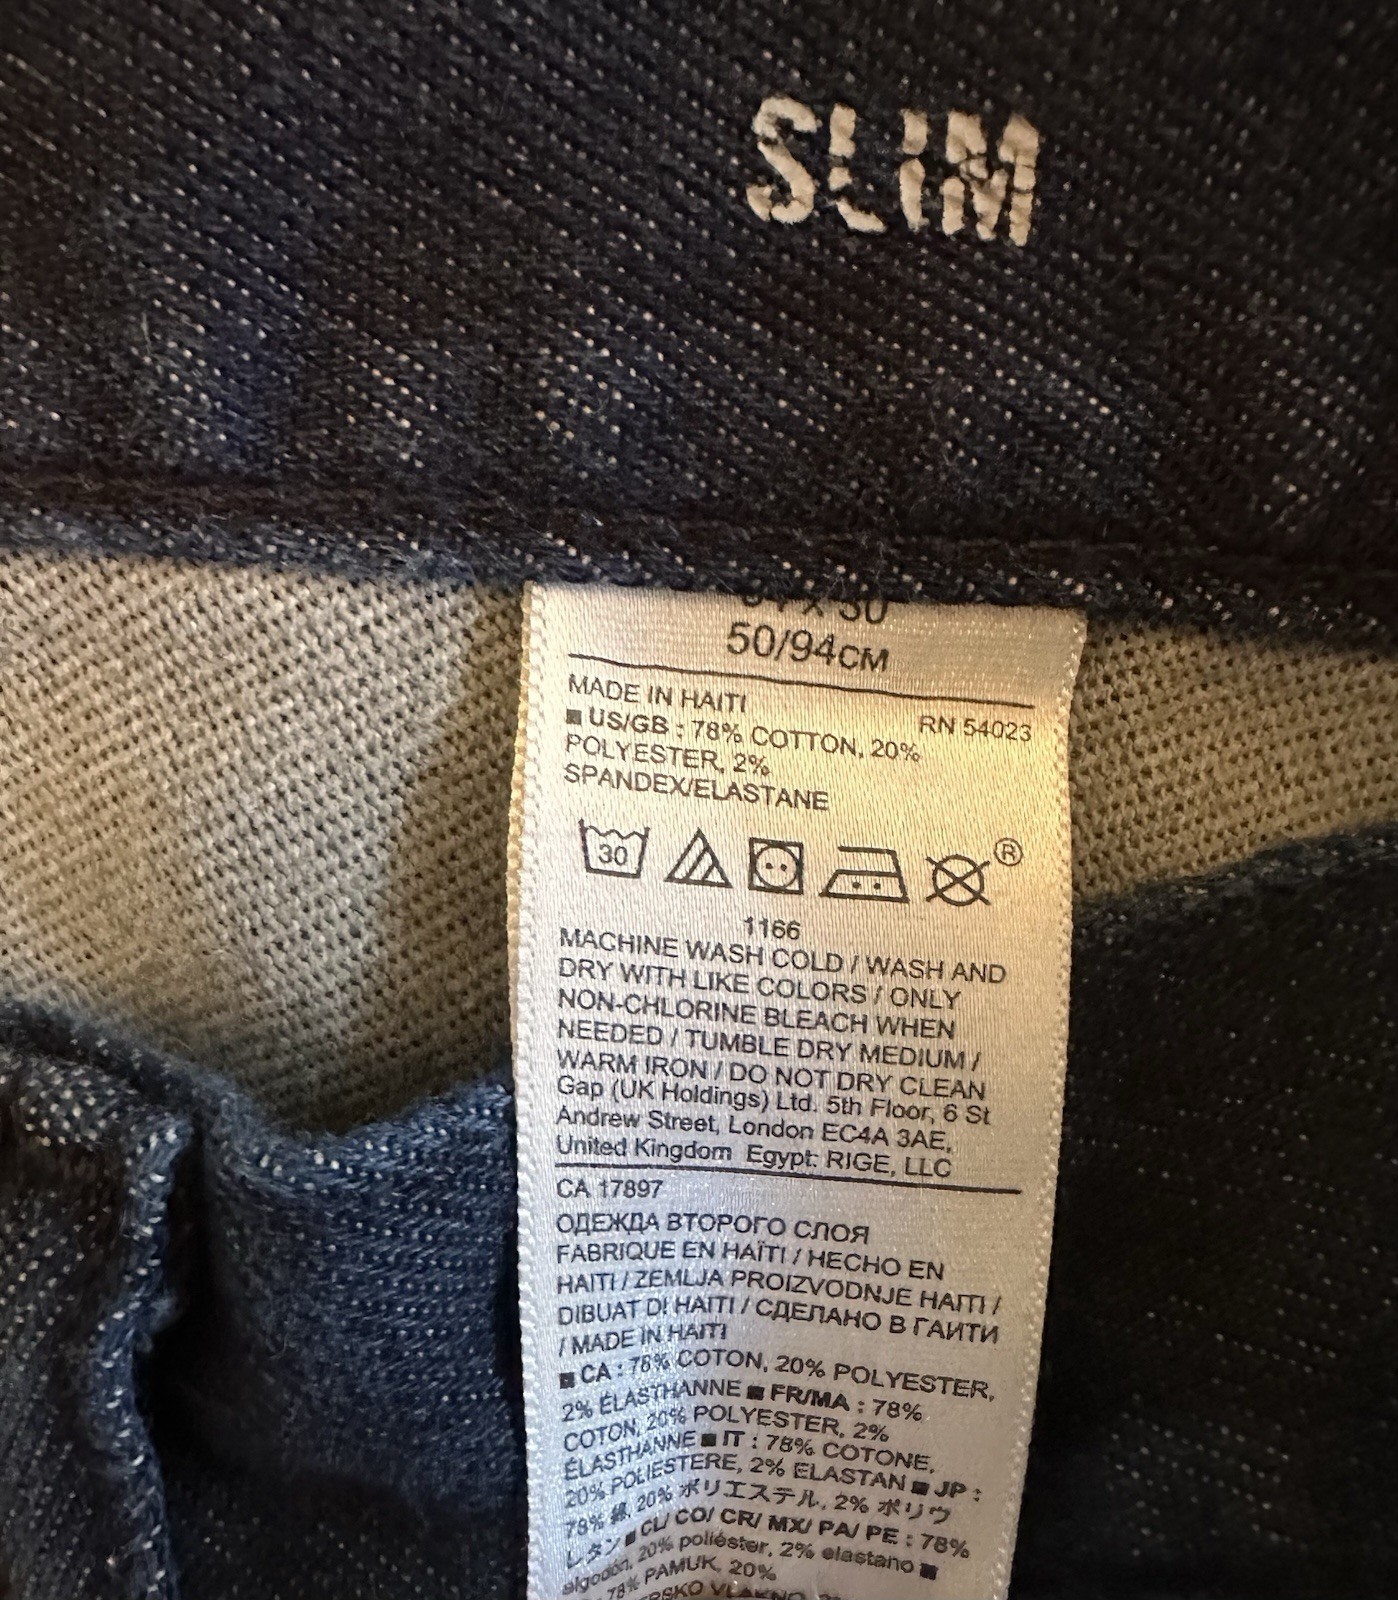 SLIM
X 30
50/94CM
MADE IN HAITI
RN 54023
■ US/GB : 78% COTTON, 20%
POLYESTER, 2%
SPANDEX/ELASTANE
30
®
1166
MACHINE WASH COLD / WASH AND
DRY WITH LIKE COLORS / ONLY
NON-CHLORINE BLEACH WHEN
NEEDED / TUMBLE DRY MEDIUM /
WARM IRON / DO NOT DRY CLEAN
Gap (UK Holdings) Ltd. 5th Floor, 6 St
Andrew Street, London EC4A 3AE,
United Kingdom Egypt: RIGE, LLC
CA 17897
ОДЕЖДА ВТОРОГО СЛОЯ
FABRIQUE EN HAÏTI / HECHO EN
HAITI / ZEMLJA PROIZVODNJE HAITI /
DIBUAT DI HAITI / СДЕЛАНО В ГАИТИ
/ MADE IN HAITI
■ CA : 78% COTON, 20% POLYESTER,
2% ÉLASTHANNE ■ FR/MA : 78%
COTON, 20% POLYESTER, 2%
ÉLASTHANNE ■ IT : 78% COTONE,
20% POLIESTERE, 2% ELASTAN ■ JP :
78% 綿, 20% ポリエステル, 2% ポリウ
レタン ■ CL/ CO/ CR/ MX/ PA/ PE : 78%
algodón, 20% poliéster, 2% elastano ■
78% PAMUK, 20%
VLAKNO